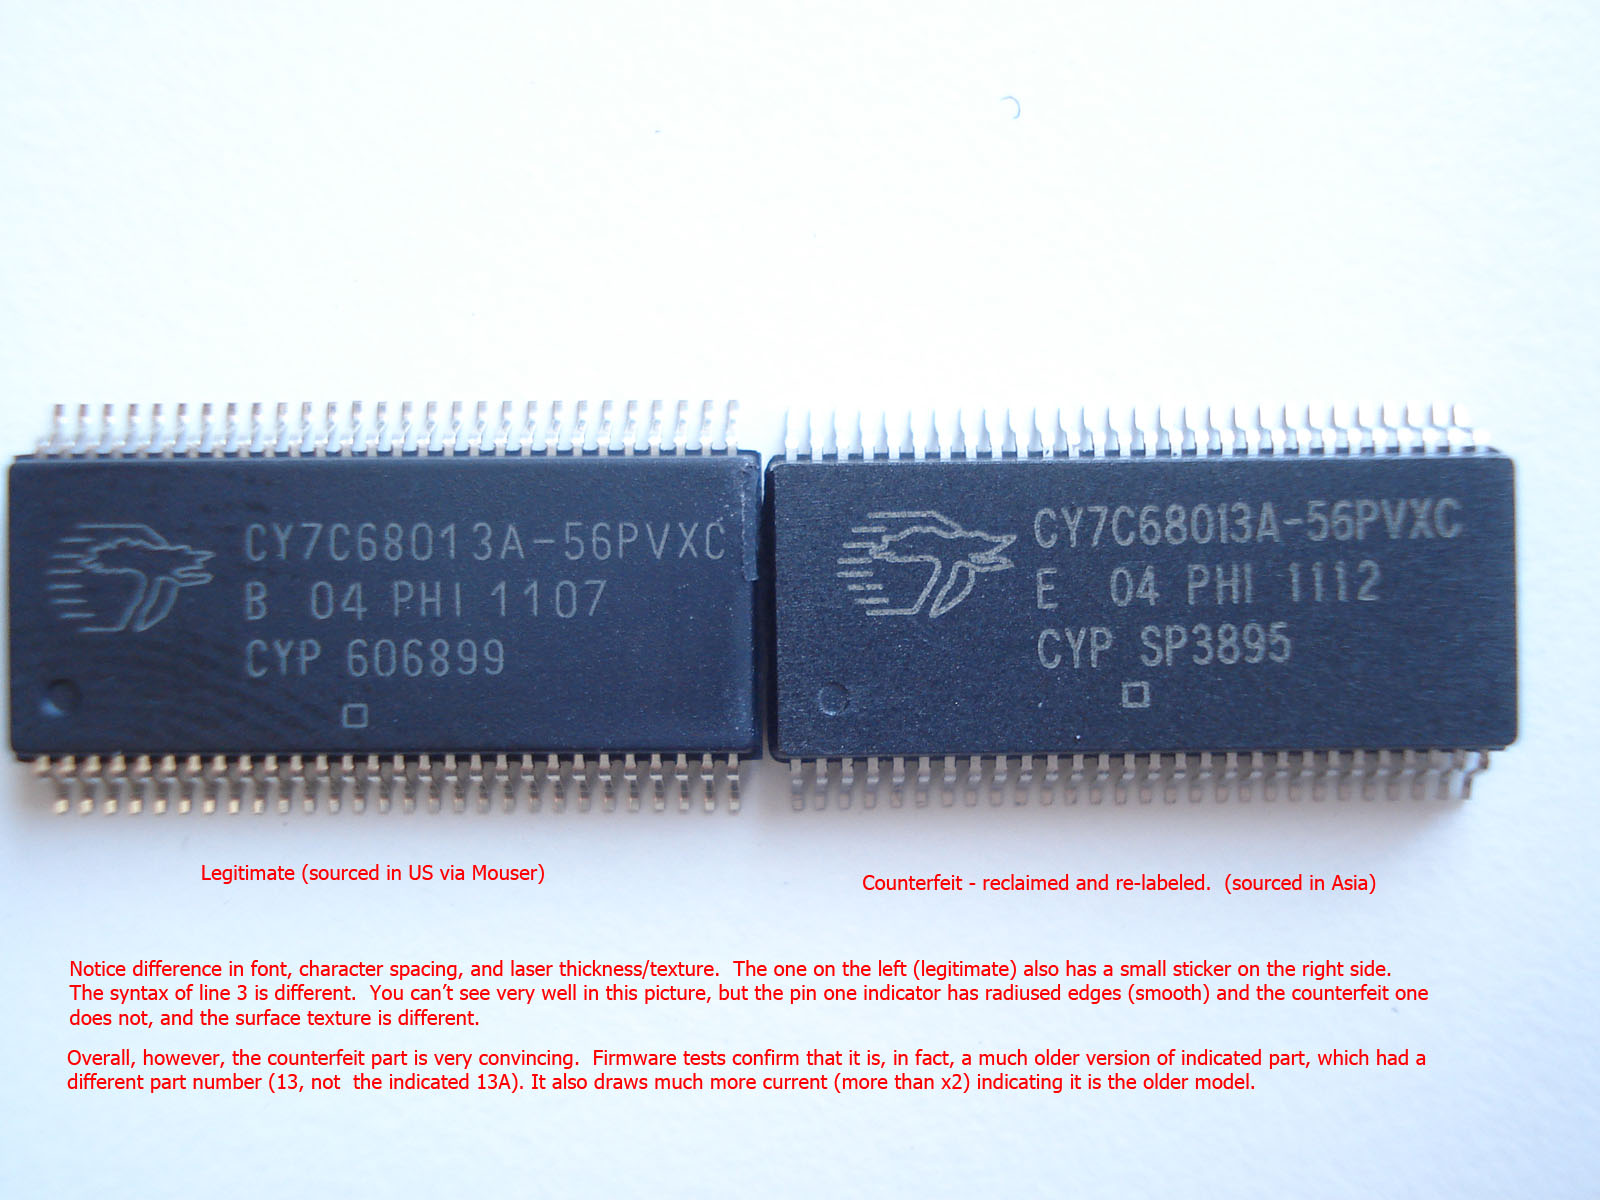 CY7C68013A-56PVXC
B 04 PHI 1107
CYP 606899
CY7C68013A-56PVXC
E 04 PHI 1112
CYP SP3895
Legitimate (sourced in US via Mouser)
Counterfeit - reclaimed and re-labeled. (sourced in Asia)
Notice difference in font, character spacing, and laser thickness/texture. The one on the left (legitimate) also has a small sticker on the right side.
The syntax of line 3 is different. You can't see very well in this picture, but the pin one indicator has radiused edges (smooth) and the counterfeit one
does not, and the surface texture is different.
Overall, however, the counterfeit part is very convincing. Firmware tests confirm that it is, in fact, a much older version of indicated part, which had a
different part number (13, not the indicated 13A). It also draws much more current (more than x2) indicating it is the older model.